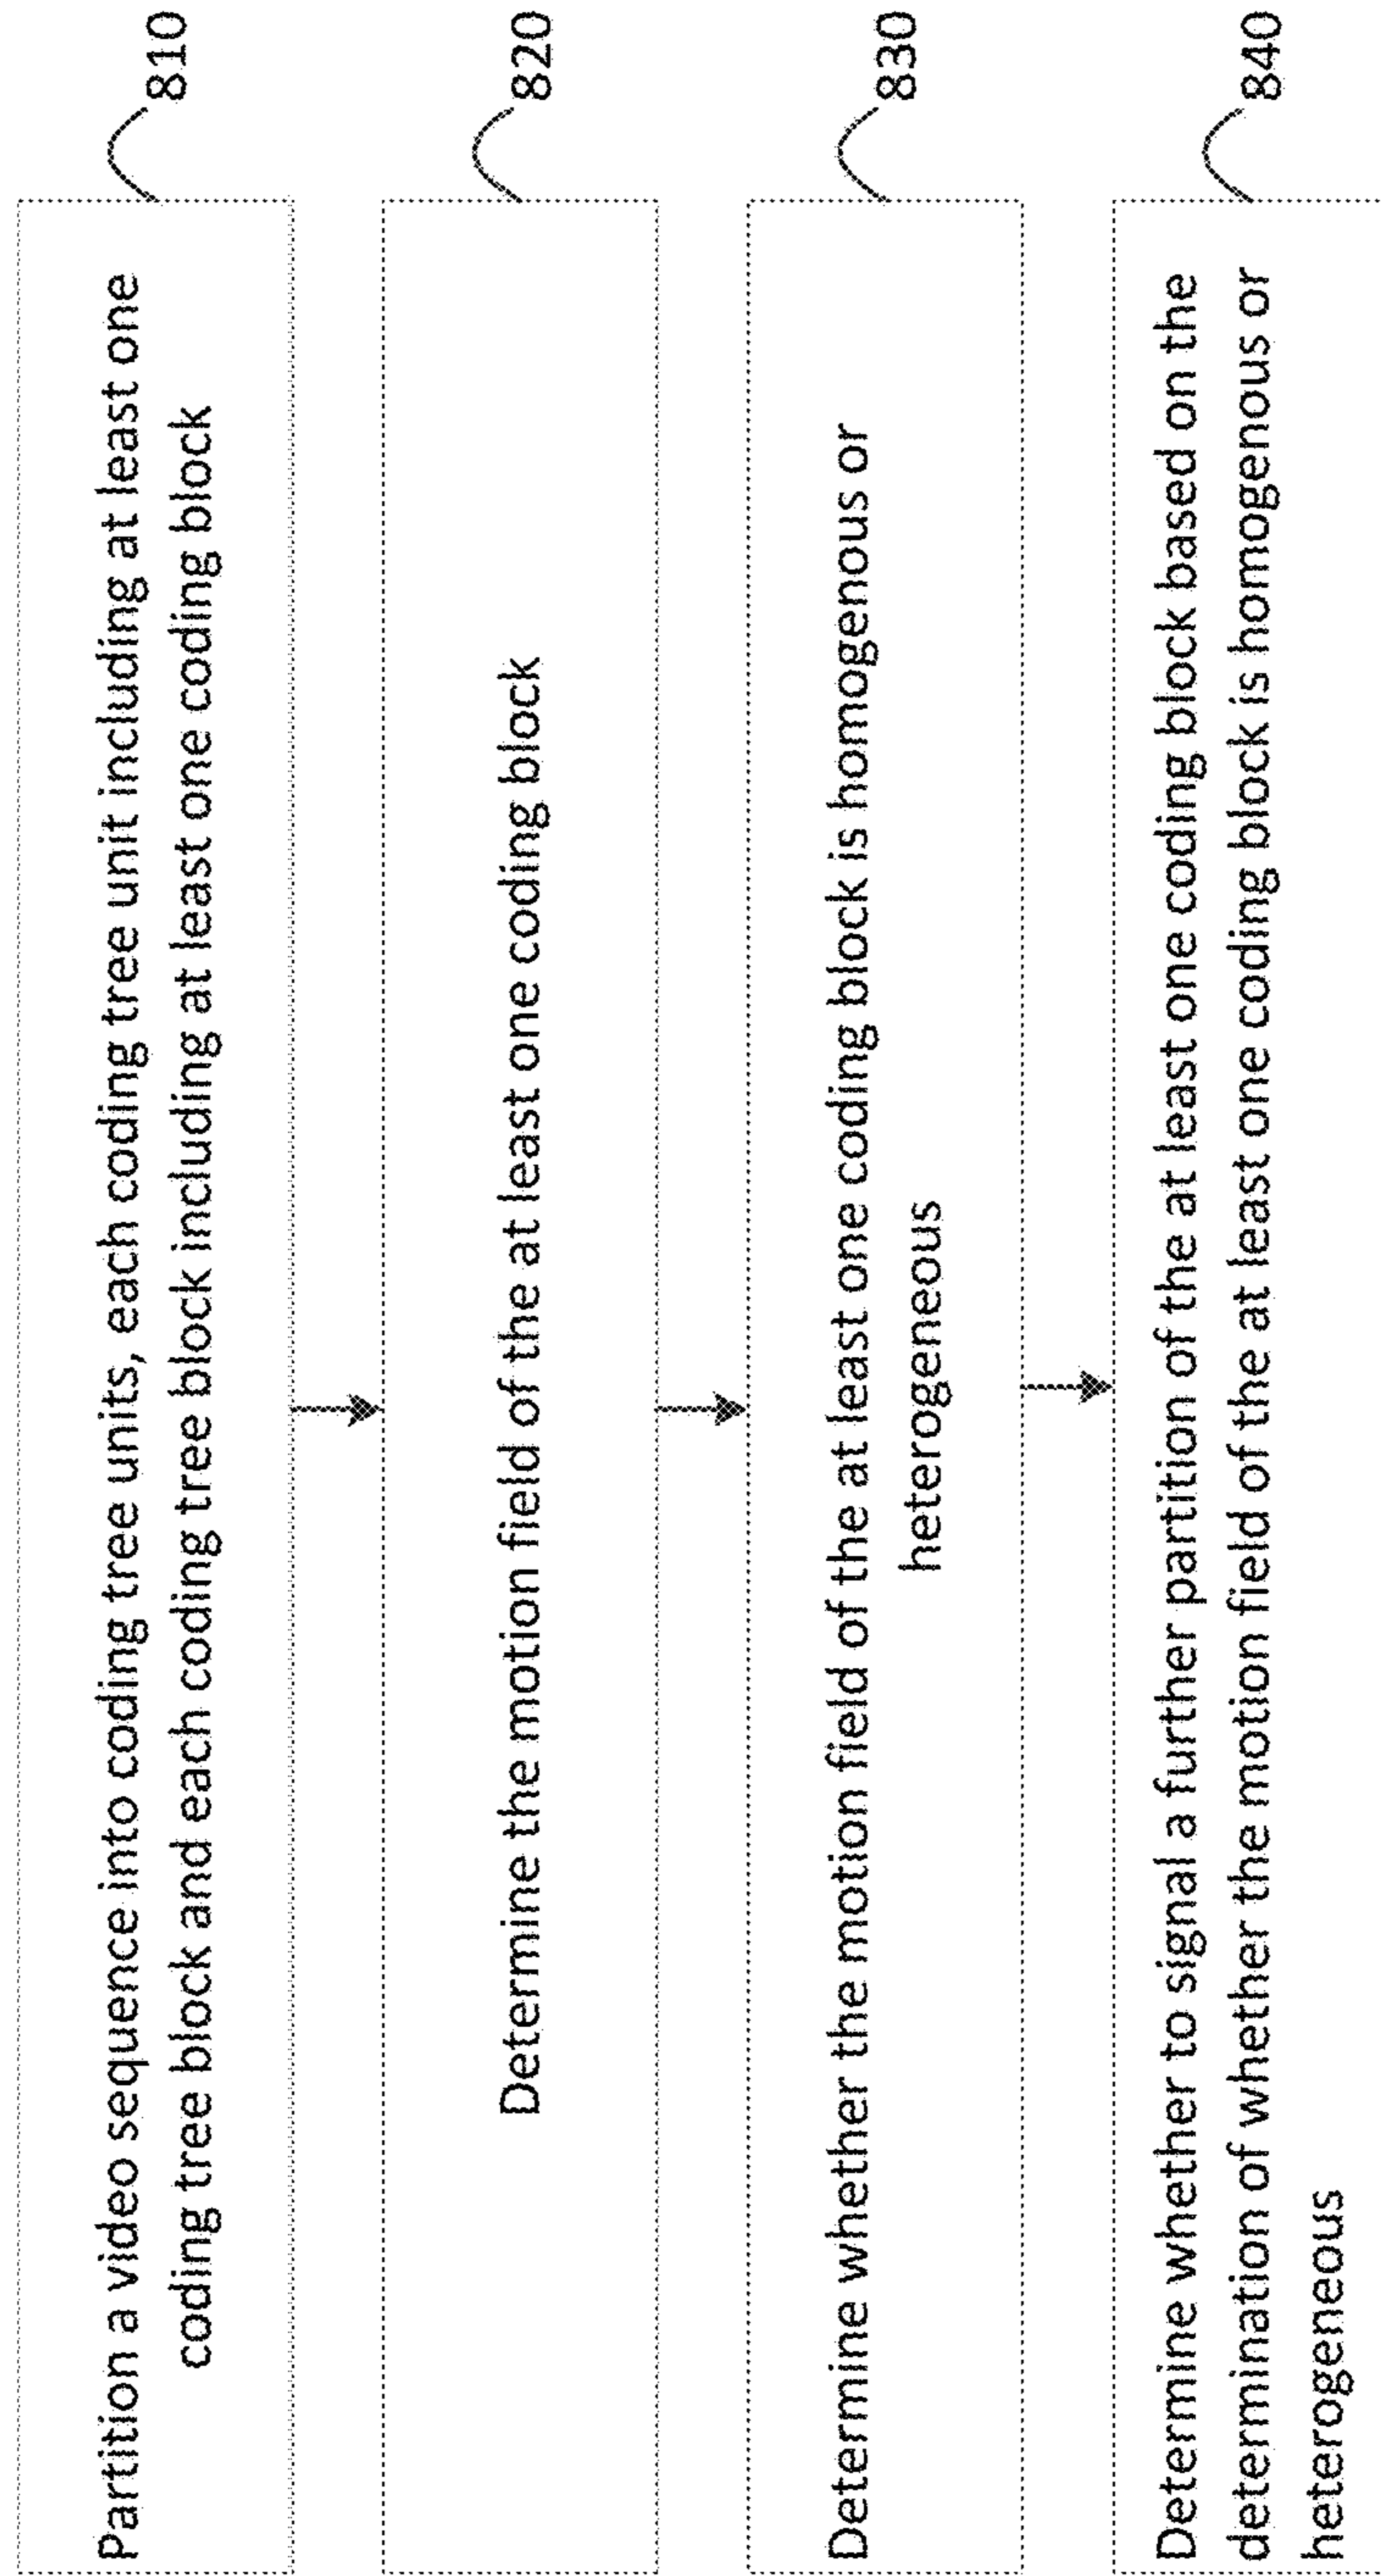 Partition a video sequence into coding tree units, each coding tree unit including at least one
coding tree block and each coding tree block including at least one coding block
810
Determine the motion field of the at least one coding block
820
Determine whether the motion field of the at least one coding block is homogenous or
heterogeneous
830
Determine whether to signal a further partition of the at least one coding block based on the
determination of whether the motion field of the at least one coding block is homogenous or
heterogeneous
840